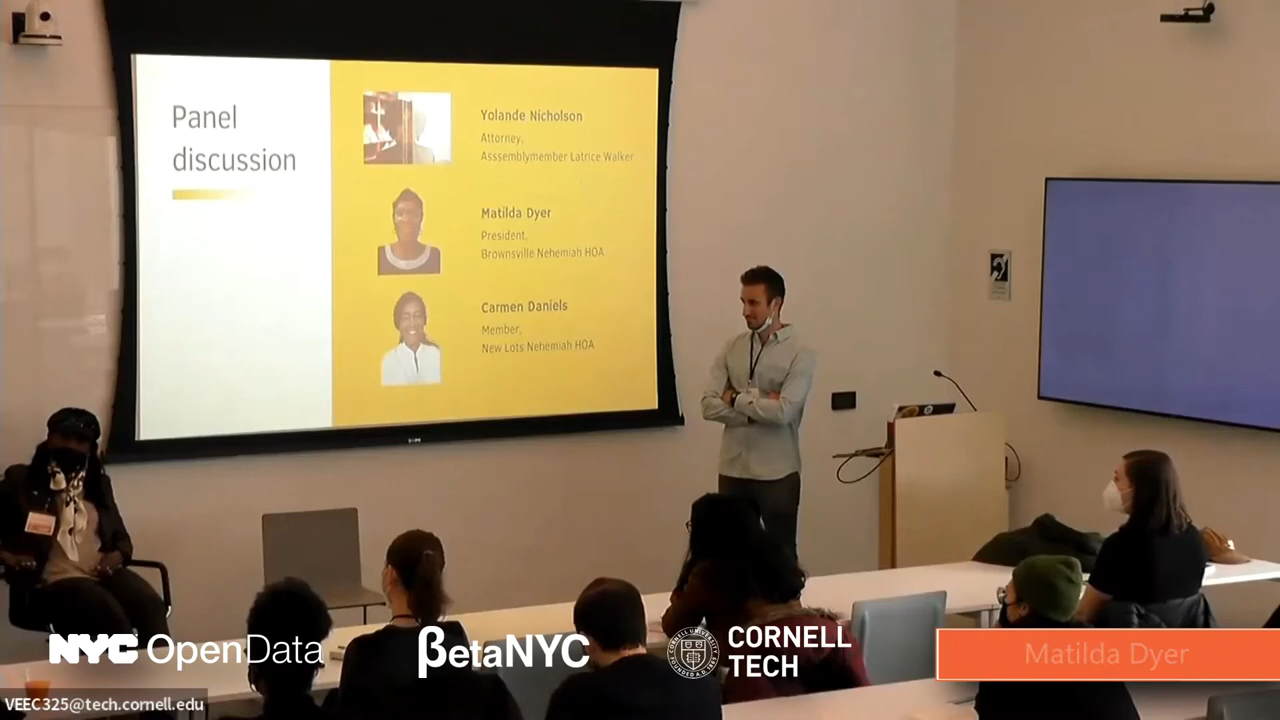 Panel
discussion
Yolande Nicholson
Attorney,
Asssemblymember Latrice Walker
Matilda Dyer
President,
Brownsville Nehemiah HOA
Carmen Daniels
Member,
New Lots Nehemiah HOA
NYC OpenData
βetaNYC
CORNELL
TECH
Matilda Dyer
VEEC325@tech.cornell.edu